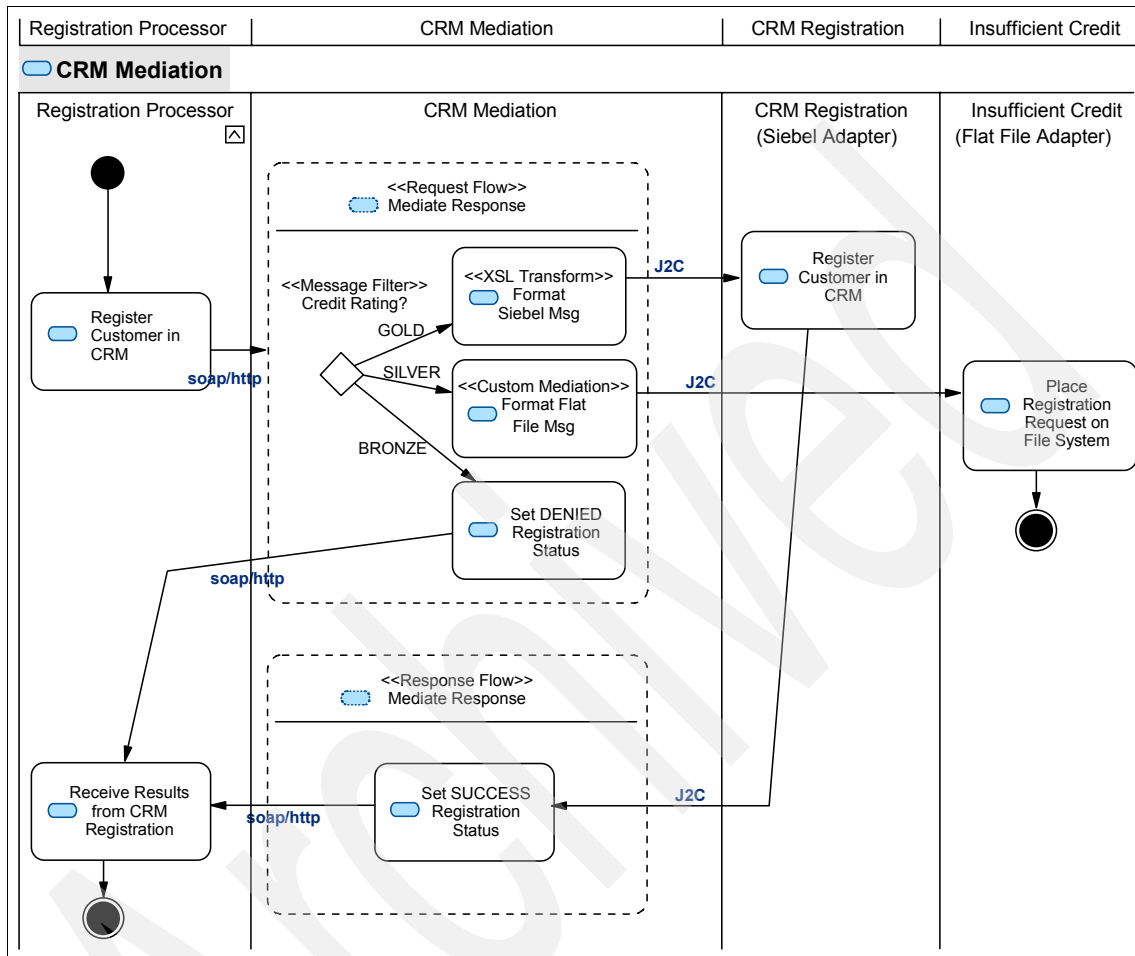 Registration Processor
CRM Mediation
CRM Registration
Insufficient Credit
CRM Mediation
Registration Processor
CRM Mediation
CRM Registration
(Siebel Adapter)
Insufficient Credit
(Flat File Adapter)
<<Request Flow>>
Mediate Response
<<Message Filter>>
Credit Rating?
GOLD
SILVER
BRONZE
<<XSL Transform>>
Format
Siebel Msg
J2C
Register
Customer in
CRM
Register
Customer in
CRM
soap/http
<<Custom Mediation>>
Format Flat
File Msg
J2C
Place
Registration
Request on
File System
Set DENIED
Registration
Status
soap/http
<<Response Flow>>
Mediate Response
Receive Results
from CRM
Registration
soap/http
Set SUCCESS
Registration
Status
J2C
Archived